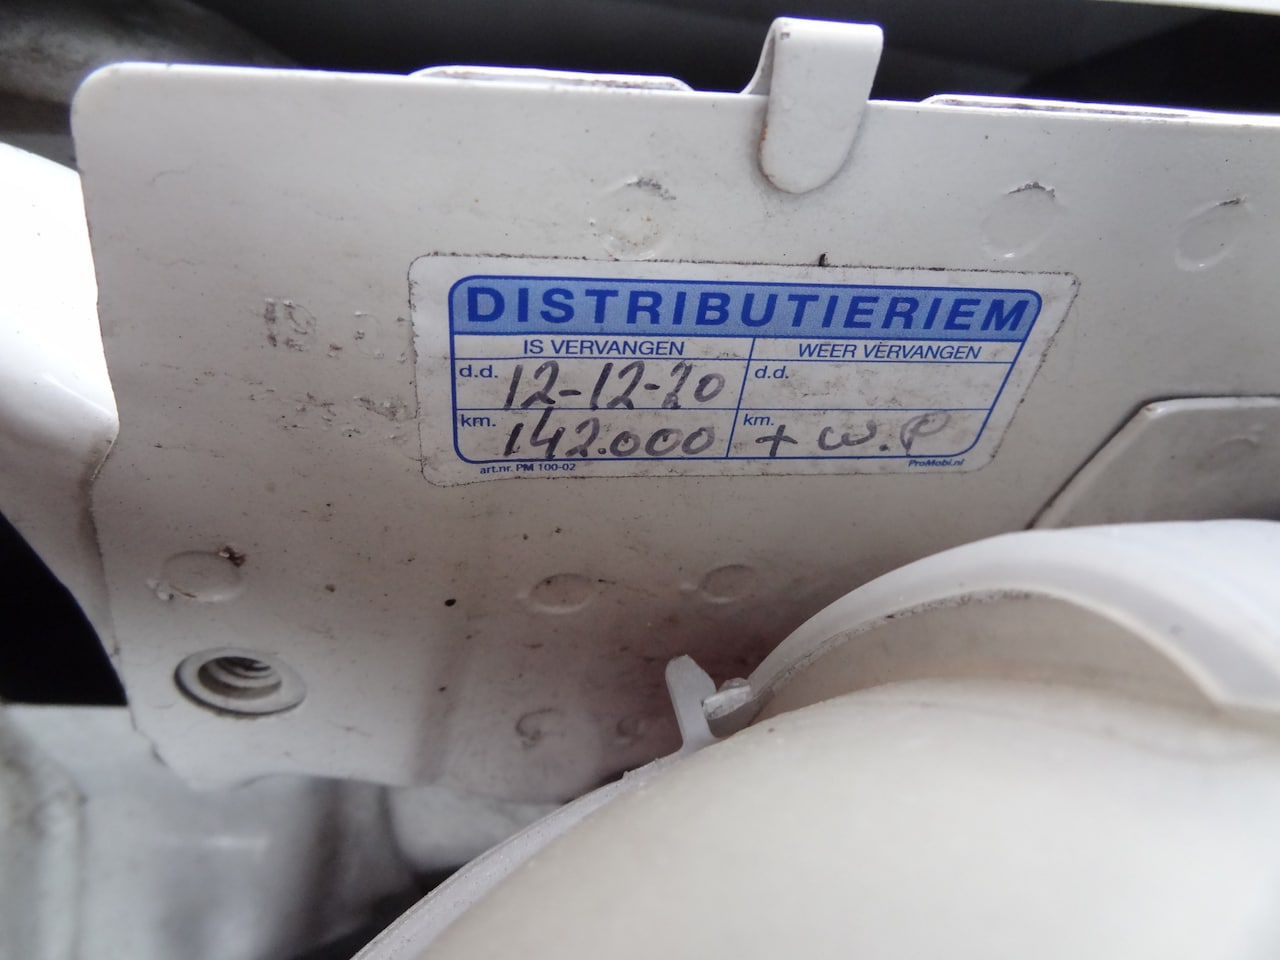 DISTRIBUTIERIEM
IS VERVANGEN WEER VERVANGEN
d.d. 12-12-20 d.d.
km. 142.000 km. + w.P
art.nr. PM 100-02 ProMobi.nl